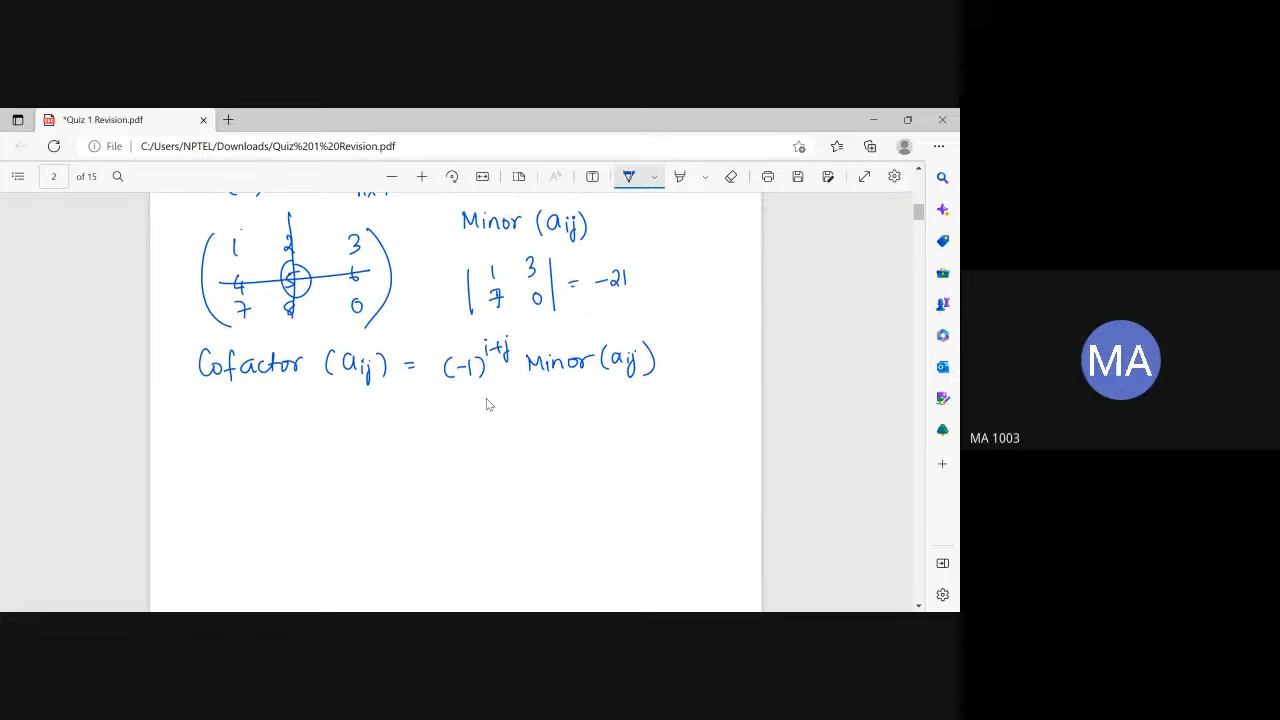 *Quiz 1 Revision.pdf
File C:/Users/NPTEL/Downloads/Quiz%201%20Revision.pdf
2 of 15
Minor (aij)
1 2 3
4 5 6
7 8 0
| 1 3 |
| 7 0 | = -21
Cofactor (aij) = (-1)^{i+j} Minor (aij)
MA
MA 1003